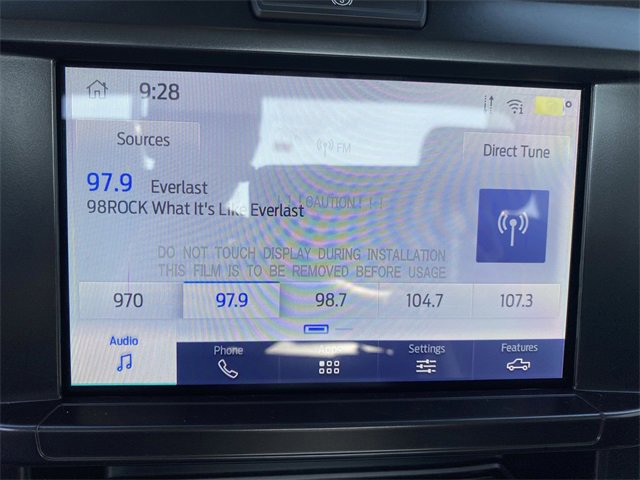 9:28
Sources
FM
Direct Tune
97.9 Everlast
98ROCK What It's Like Everlast
! ! CAUTION! ! !
DO NOT TOUCH DISPLAY DURING INSTALLATION
THIS FILM IS TO BE REMOVED BEFORE USAGE
970 97.9 98.7 104.7 107.3
Audio Phone Apps Settings Features